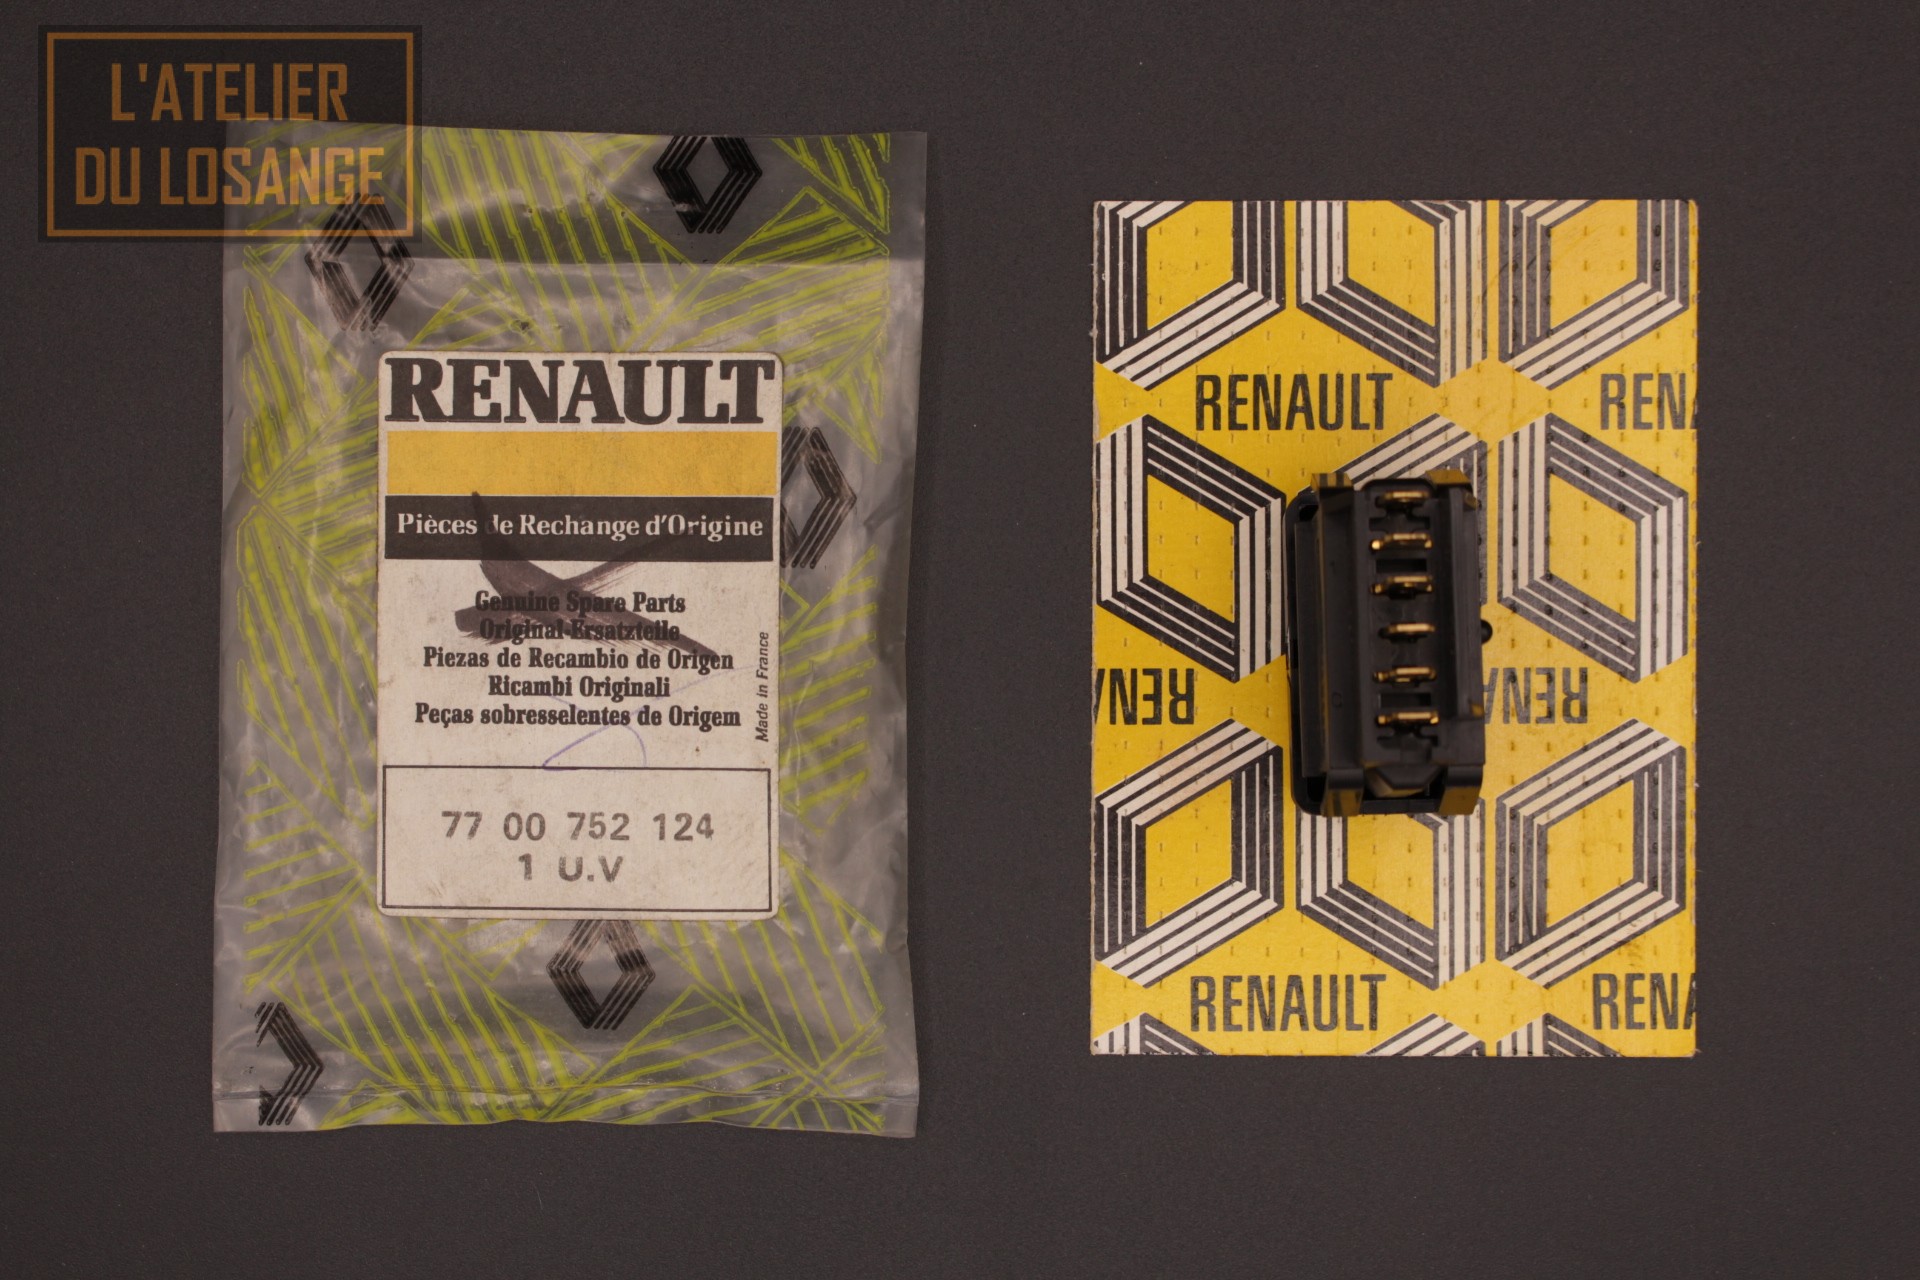 L'ATELIER
DU LOSANGE
RENAULT
Pièces de Rechange d'Origine
Genuine Spare Parts
Original-Ersatzteile
Piezas de Recambio de Origen
Ricambi Originali
Peças sobresselentes de Origem
Made in France
77 00 752 124
1 U.V
RENAULT
REN
RENA
RENA
RENAULT
RENA